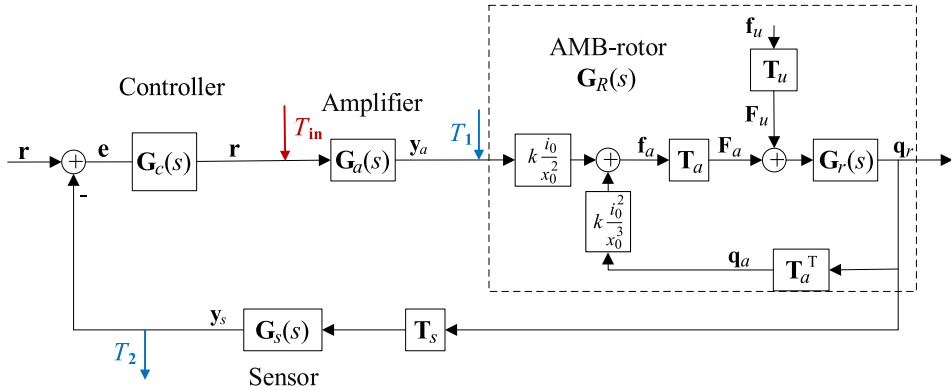 f_u
AMB-rotor
G_R(s)
T_u
Controller
Amplifier
F_u
T_in
T_1
r
e
G_c(s)
r
G_a(s)
y_a
k i_0 / x_0^2
f_a
T_a
F_a
G_r(s)
q_r
-
k i_0^2 / x_0^3
q_a
T_a^T
y_s
G_s(s)
T_s
T_2
Sensor